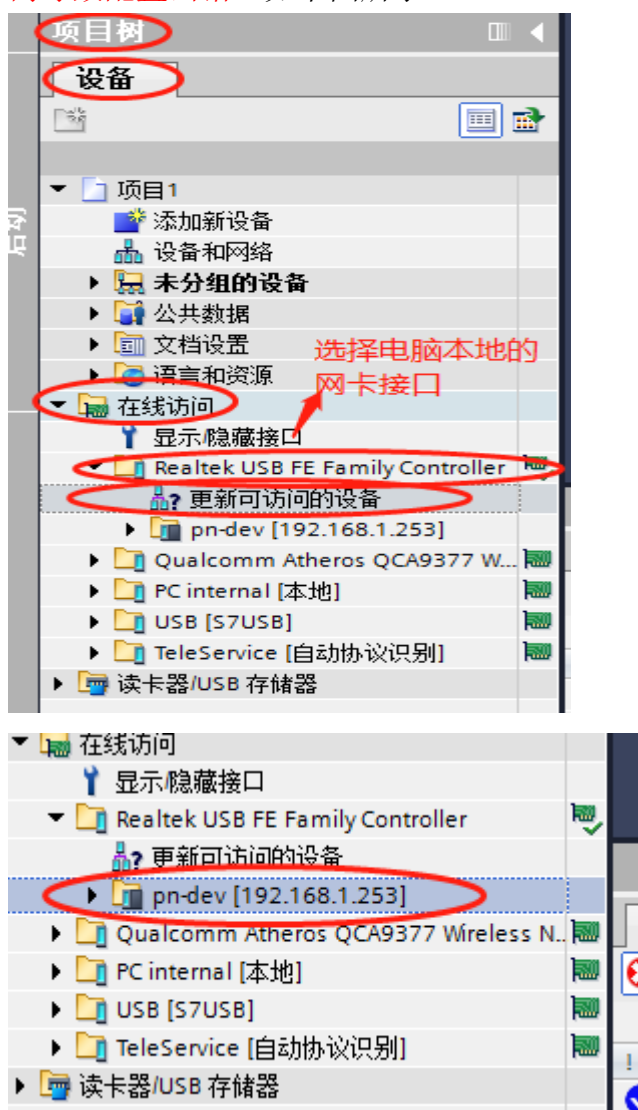 项目树
设备
启动
项目1
添加新设备
设备和网络
未分组的设备
公共数据
文档设置
语言和资源
选择电脑本地的
网卡接口
在线访问
显示/隐藏接口
Realtek USB FE Family Controller
更新可访问的设备
pn-dev [192.168.1.253]
Qualcomm Atheros QCA9377 W...
PC internal [本地]
USB [S7USB]
TeleService [自动协议识别]
读卡器/USB 存储器
在线访问
显示/隐藏接口
Realtek USB FE Family Controller
更新可访问的设备
pn-dev [192.168.1.253]
Qualcomm Atheros QCA9377 Wireless N..
PC internal [本地]
USB [S7USB]
TeleService [自动协议识别]
读卡器/USB 存储器